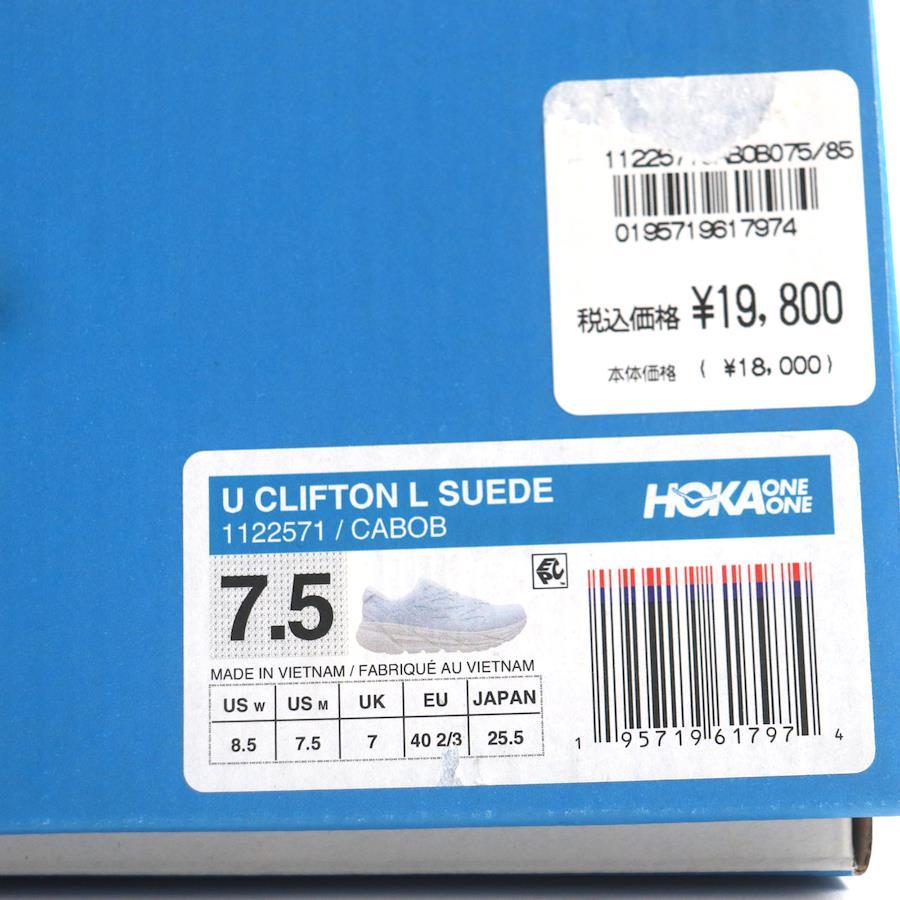 075/85
0195719617974
税込価格 ¥19,800
本体価格 ( ¥18,000)
U CLIFTON L SUEDE
1122571 / CABOB
HOKA ONE ONE
7.5
EPC
MADE IN VIETNAM / FABRIQUÉ AU VIETNAM
US W US M UK EU JAPAN
8.5 7.5 7 40 2/3 25.5
1 95719 61797 4